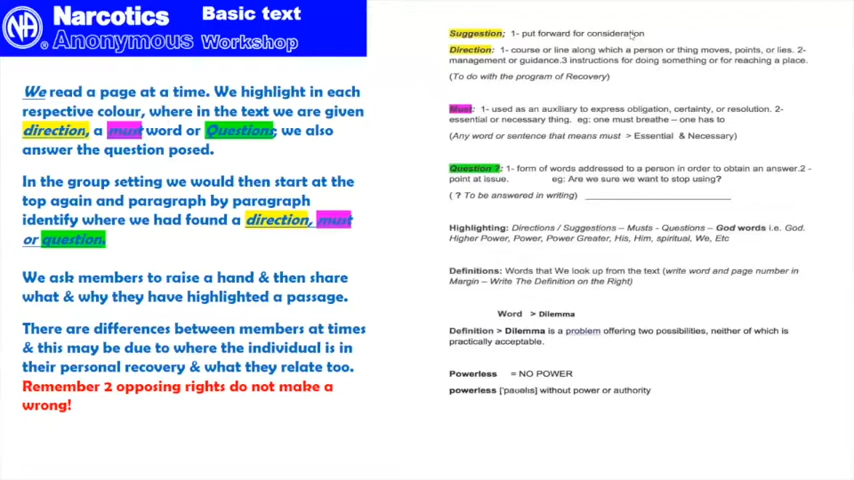 Narcotics
Anonymous
Basic text
Workshop
NA
®
We read a page at a time. We highlight in each
respective colour, where in the text we are given
direction, a must word or Questions; we also
answer the question posed.
In the group setting we would then start at the
top again and paragraph by paragraph
identify where we had found a direction, must
or question.
We ask members to raise a hand & then share
what & why they have highlighted a passage.
There are differences between members at times
& this may be due to where the individual is in
their personal recovery & what they relate too.
Remember 2 opposing rights do not make a
wrong!
Suggestion; 1- put forward for consideration
Direction: 1- course or line along which a person or thing moves, points, or lies. 2-
management or guidance.3 instructions for doing something or for reaching a place.
(To do with the program of Recovery)
Must: 1- used as an auxiliary to express obligation, certainty, or resolution. 2-
essential or necessary thing. eg: one must breathe – one has to
(Any word or sentence that means must > Essential & Necessary)
Question ?: 1- form of words addressed to a person in order to obtain an answer.2 -
point at issue. eg: Are we sure we want to stop using?
( ? To be answered in writing) ____________________
Highlighting: Directions / Suggestions – Musts - Questions – God words i.e. God.
Higher Power, Power, Power Greater, His, Him, spiritual, We, Etc
Definitions: Words that We look up from the text (write word and page number in
Margin – Write The Definition on the Right)
Word > Dilemma
Definition > Dilemma is a problem offering two possibilities, neither of which is
practically acceptable.
Powerless = NO POWER
powerless ['paʊəlɪs] without power or authority